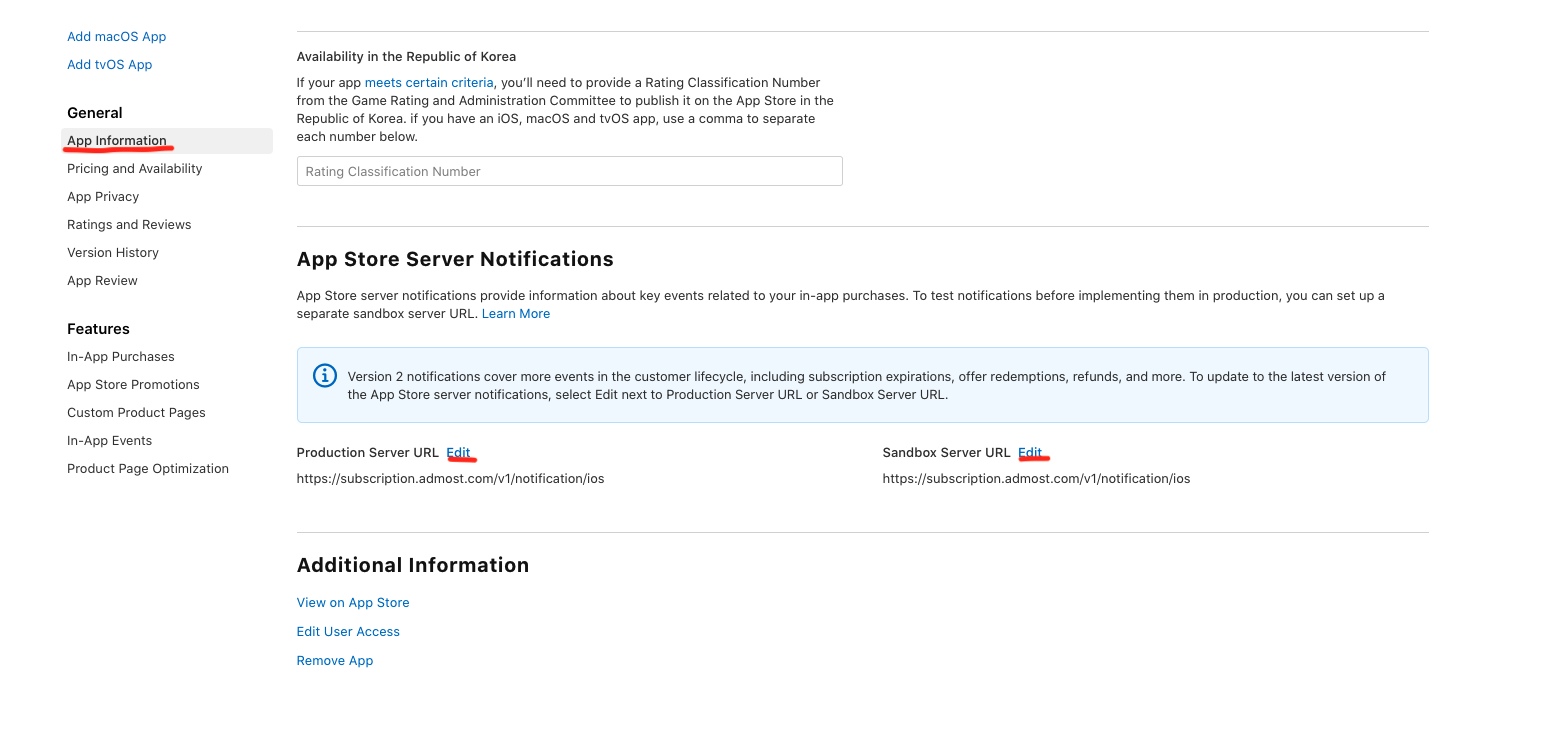 Add macOS App
Add tvOS App
General
App Information
Pricing and Availability
App Privacy
Ratings and Reviews
Version History
App Review
Features
In-App Purchases
App Store Promotions
Custom Product Pages
In-App Events
Product Page Optimization
Availability in the Republic of Korea
If your app meets certain criteria, you’ll need to provide a Rating Classification Number
from the Game Rating and Administration Committee to publish it on the App Store in the
Republic of Korea. if you have an iOS, macOS and tvOS app, use a comma to separate
each number below.
Rating Classification Number
App Store Server Notifications
App Store server notifications provide information about key events related to your in-app purchases. To test notifications before implementing them in production, you can set up a
separate sandbox server URL. Learn More
Version 2 notifications cover more events in the customer lifecycle, including subscription expirations, offer redemptions, refunds, and more. To update to the latest version of
the App Store server notifications, select Edit next to Production Server URL or Sandbox Server URL.
Production Server URL Edit
https://subscription.admost.com/v1/notification/ios
Sandbox Server URL Edit
https://subscription.admost.com/v1/notification/ios
Additional Information
View on App Store
Edit User Access
Remove App